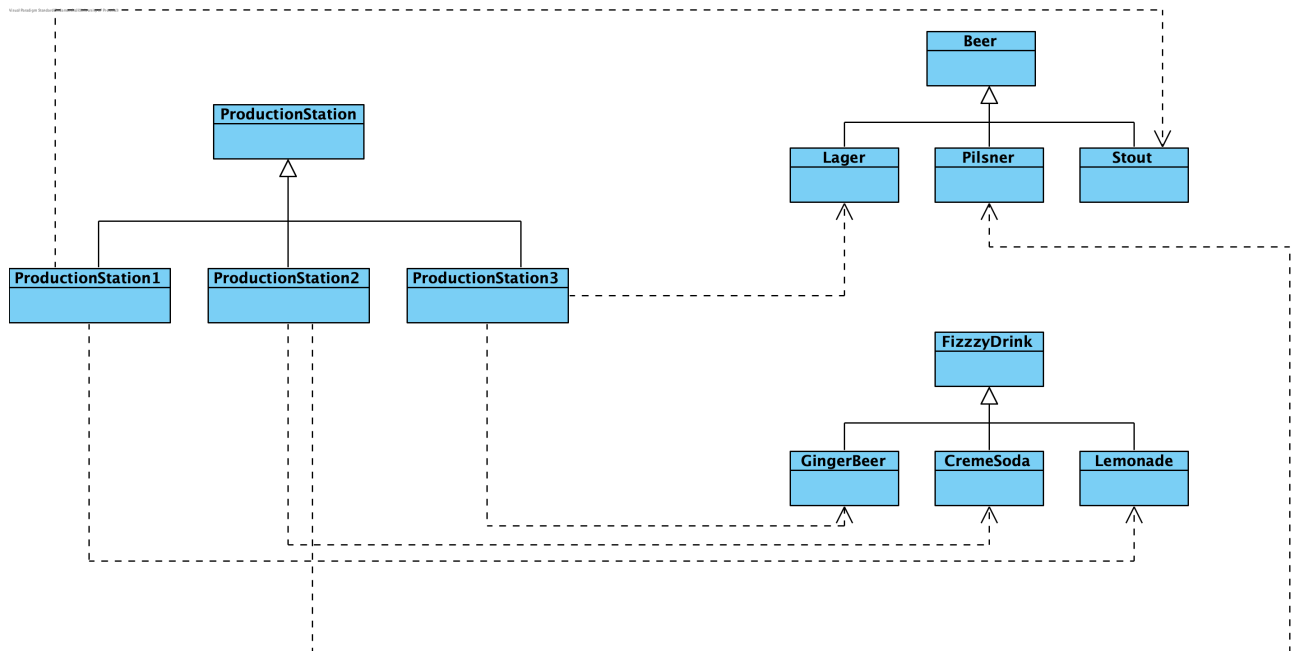 Beer
ProductionStation
Lager
Pilsner
Stout
ProductionStation1
ProductionStation2
ProductionStation3
FizzzyDrink
GingerBeer
CremeSoda
Lemonade